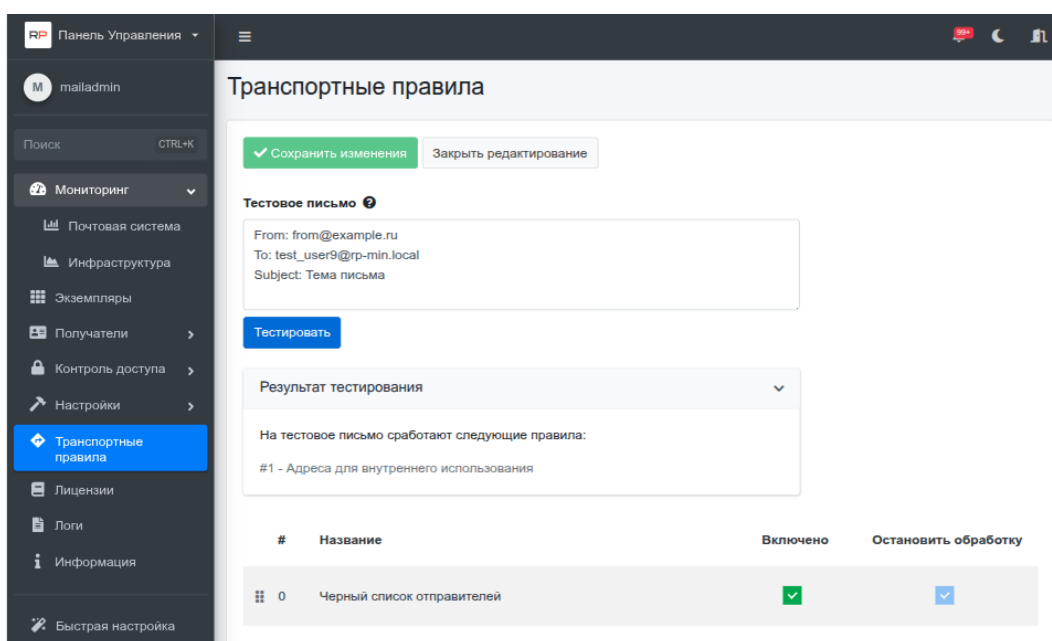 RP Панель Управления
99+
M mailadmin
Транспортные правила
Поиск CTRL+K
Сохранить изменения Закрыть редактирование
Мониторинг
Тестовое письмо ?
Почтовая система
From: from@example.ru
To: test_user9@rp-min.local
Subject: Тема письма
Инфраструктура
Экземпляры
Получатели
Тестировать
Контроль доступа
Результат тестирования
Настройки
На тестовое письмо сработают следующие правила:
#1 - Адреса для внутреннего использования
Транспортные
правила
Лицензии
Логи
# Название Включено Остановить обработку
Информация
0 Черный список отправителей
Быстрая настройка